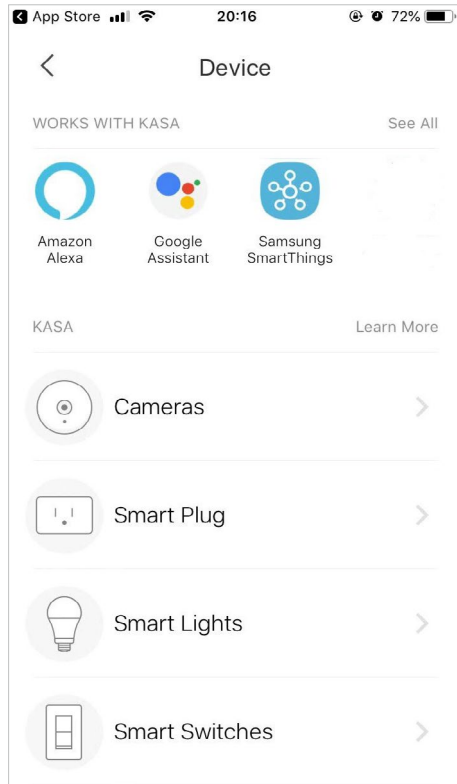 App Store 20:16 72%
Device
WORKS WITH KASA See All
Amazon Alexa
Google Assistant
Samsung SmartThings
KASA Learn More
Cameras
Smart Plug
Smart Lights
Smart Switches